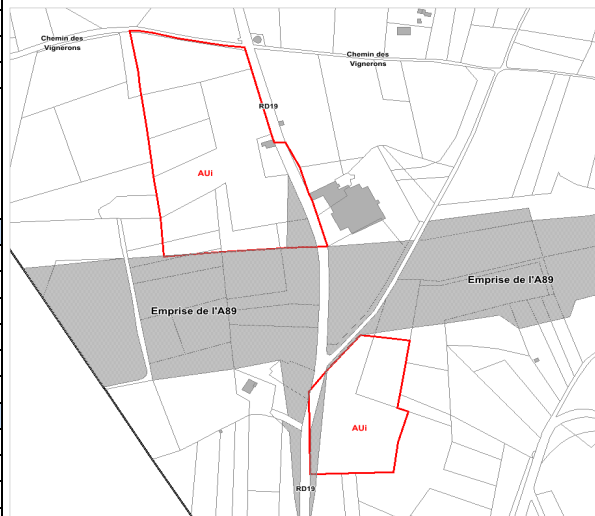 Chemin des
Vignerons
Chemin des
Vignerons
RD19
AUi
Emprise de l'A89
Emprise de l'A89
AUi
RD19